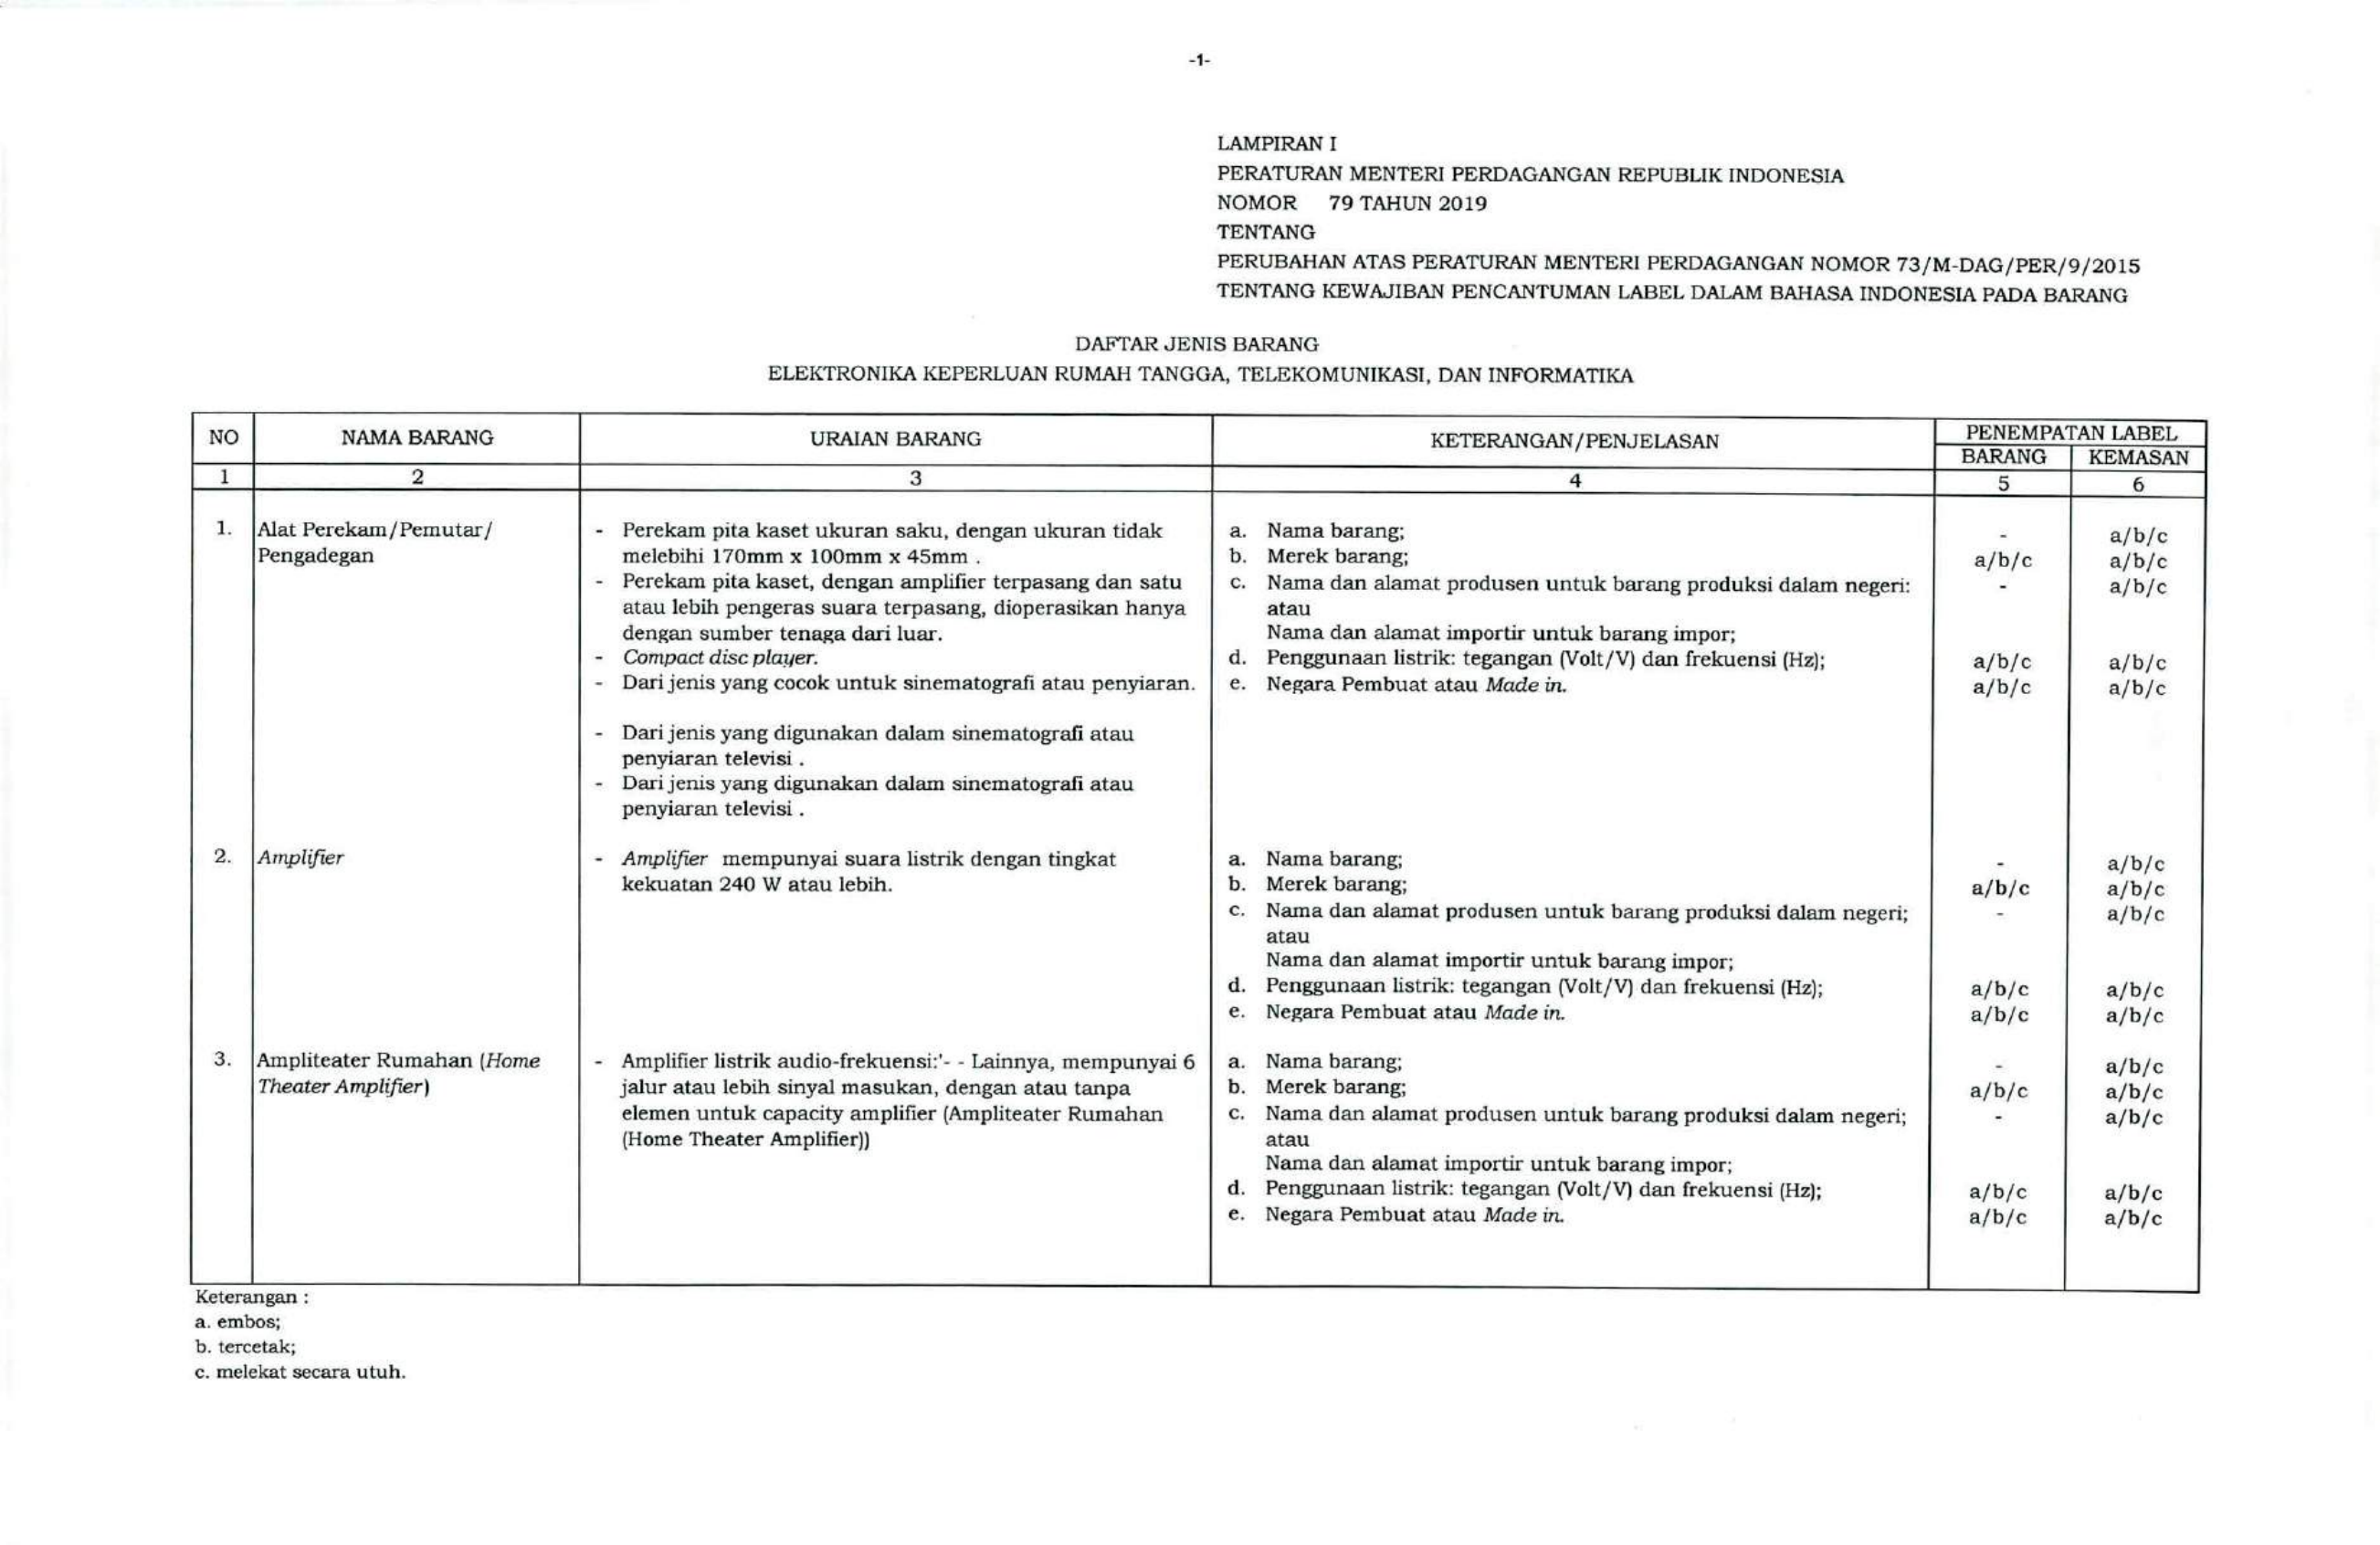 -1-
LAMPIRAN I
PERATURAN MENTERI PERDAGANGAN REPUBLIK INDONESIA
NOMOR 79 TAHUN 2019
TENTANG
PERUBAHAN ATAS PERATURAN MENTERI PERDAGANGAN NOMOR 73/M-DAG/PER/9/2015
TENTANG KEWAJIBAN PENCANTUMAN LABEL DALAM BAHASA INDONESIA PADA BARANG
DAFTAR JENIS BARANG
ELEKTRONIKA KEPERLUAN RUMAH TANGGA, TELEKOMUNIKASI, DAN INFORMATIKA
NO NAMA BARANG URAIAN BARANG KETERANGAN/PENJELASAN PENEMPATAN LABEL
BARANG KEMASAN
1 2 3 4 5 6
1. Alat Perekam/Pemutar/
Pengadegan
- Perekam pita kaset ukuran saku, dengan ukuran tidak
melebihi 170mm x 100mm x 45mm .
- Perekam pita kaset, dengan amplifier terpasang dan satu
atau lebih pengeras suara terpasang, dioperasikan hanya
dengan sumber tenaga dari luar.
- Compact disc player.
- Dari jenis yang cocok untuk sinematografi atau penyiaran.
- Dari jenis yang digunakan dalam sinematografi atau
penyiaran televisi .
- Dari jenis yang digunakan dalam sinematografi atau
penyiaran televisi .
a. Nama barang; - a/b/c
b. Merek barang; a/b/c a/b/c
c. Nama dan alamat produsen untuk barang produksi dalam negeri: - a/b/c
atau
Nama dan alamat importir untuk barang impor;
d. Penggunaan listrik: tegangan (Volt/V) dan frekuensi (Hz); a/b/c a/b/c
e. Negara Pembuat atau Made in. a/b/c a/b/c
2. Amplifier
- Amplifier mempunyai suara listrik dengan tingkat
kekuatan 240 W atau lebih.
a. Nama barang; - a/b/c
b. Merek barang; a/b/c a/b/c
c. Nama dan alamat produsen untuk barang produksi dalam negeri; - a/b/c
atau
Nama dan alamat importir untuk barang impor;
d. Penggunaan listrik: tegangan (Volt/V) dan frekuensi (Hz); a/b/c a/b/c
e. Negara Pembuat atau Made in. a/b/c a/b/c
3. Ampliteater Rumahan (Home
Theater Amplifier)
- Amplifier listrik audio-frekuensi:'- - Lainnya, mempunyai 6
jalur atau lebih sinyal masukan, dengan atau tanpa
elemen untuk capacity amplifier (Ampliteater Rumahan
(Home Theater Amplifier))
a. Nama barang; - a/b/c
b. Merek barang; a/b/c a/b/c
c. Nama dan alamat produsen untuk barang produksi dalam negeri; - a/b/c
atau
Nama dan alamat importir untuk barang impor;
d. Penggunaan listrik: tegangan (Volt/V) dan frekuensi (Hz); a/b/c a/b/c
e. Negara Pembuat atau Made in. a/b/c a/b/c
Keterangan :
a. embos;
b. tercetak;
c. melekat secara utuh.